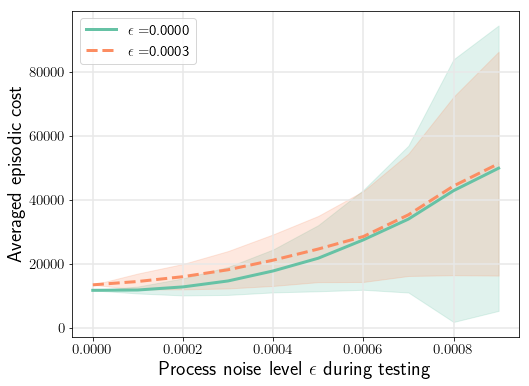 ϵ =0.0000
ϵ =0.0003
Averaged episodic cost
80000
60000
40000
20000
0
0.0000 0.0002 0.0004 0.0006 0.0008
Process noise level ϵ during testing